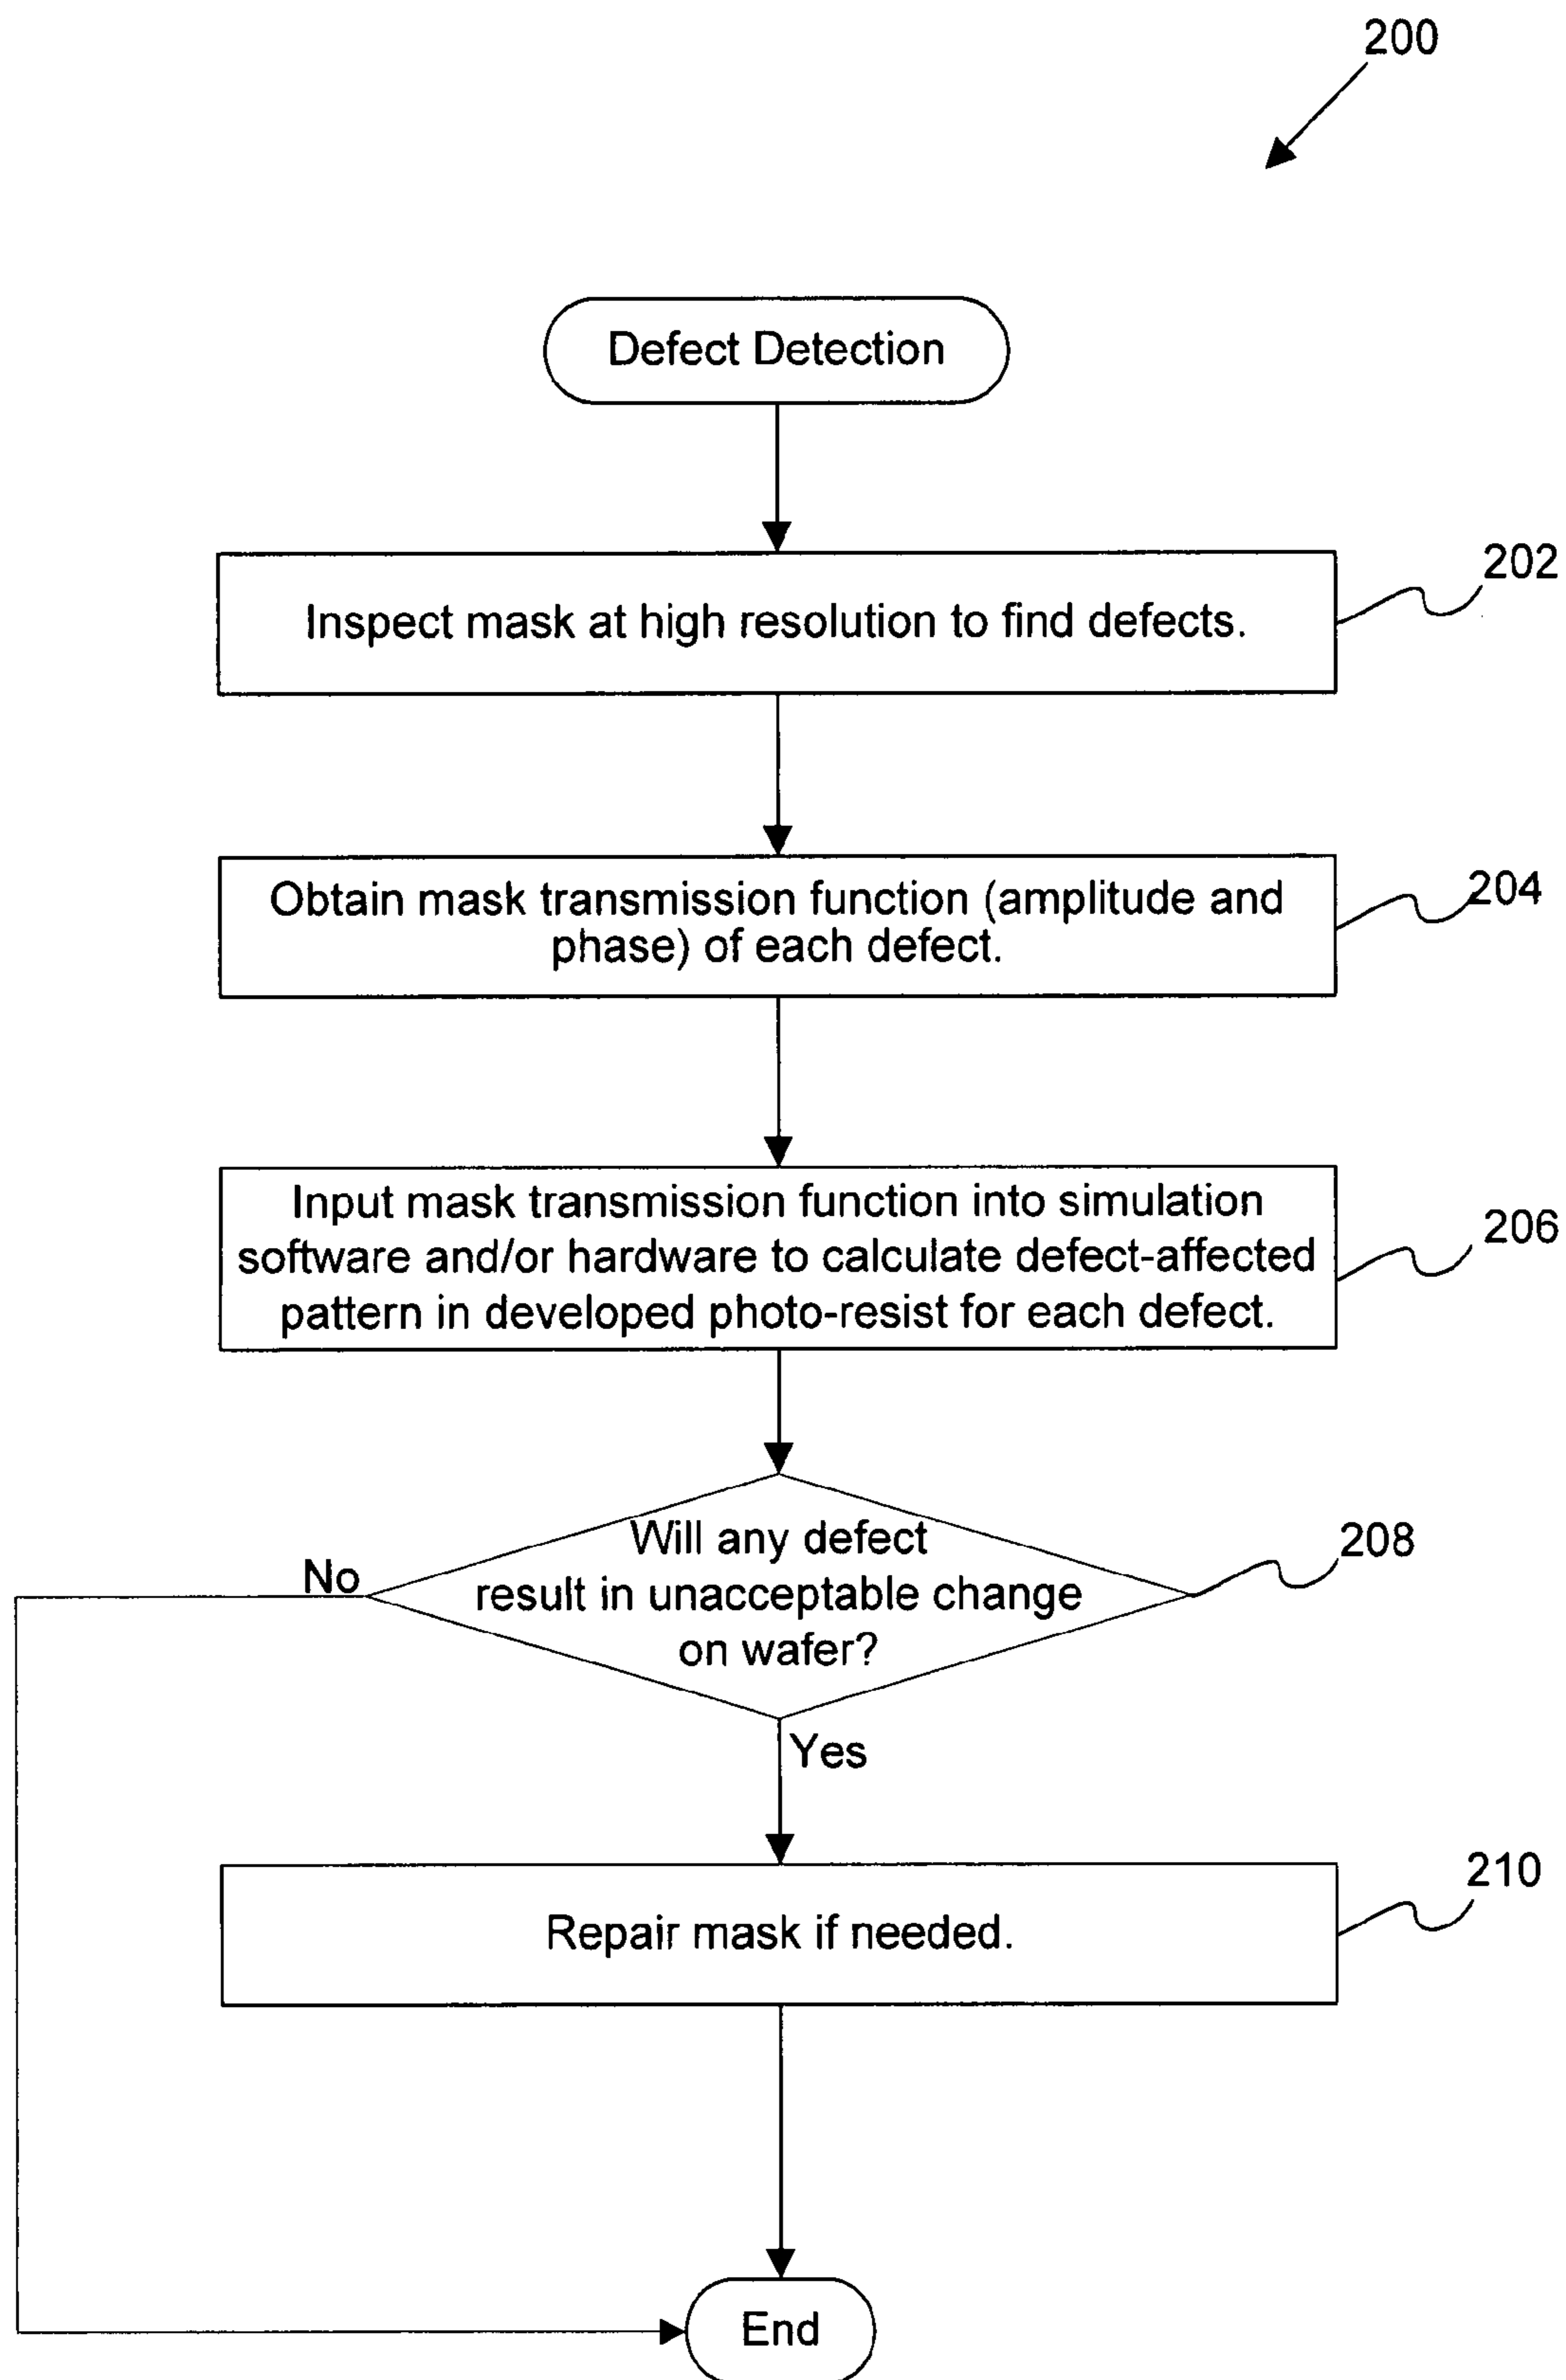 200
Defect Detection
Inspect mask at high resolution to find defects.
202
Obtain mask transmission function (amplitude and
phase) of each defect.
204
Input mask transmission function into simulation
software and/or hardware to calculate defect-affected
pattern in developed photo-resist for each defect.
206
Will any defect
result in unacceptable change
on wafer?
208
No
Yes
Repair mask if needed.
210
End